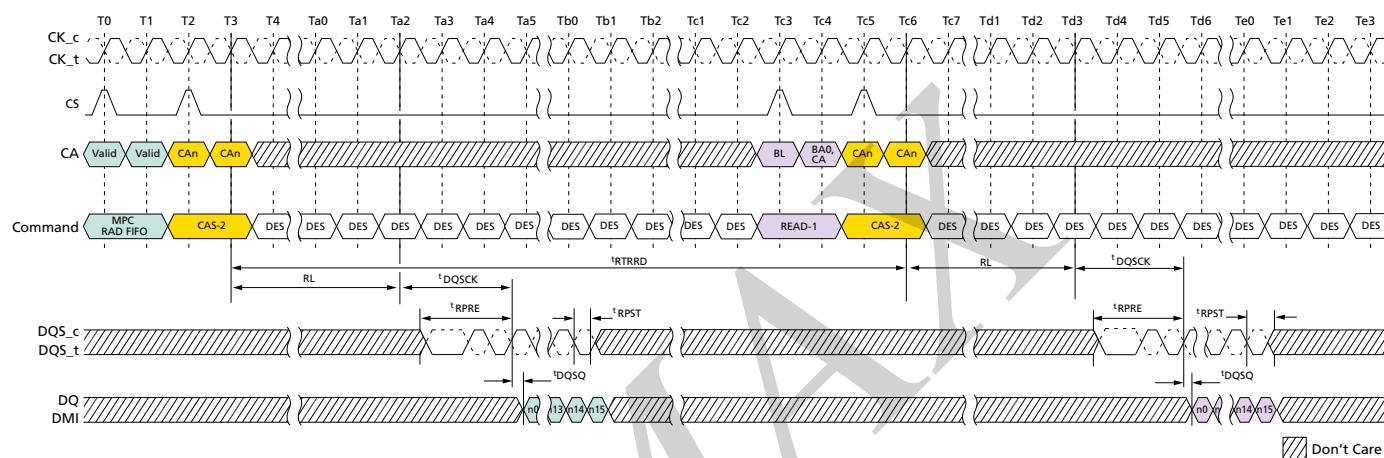 T0 T1 T2 T3 T4 Ta0 Ta1 Ta2 Ta3 Ta4 Ta5 Tb0 Tb1 Tb2 Tc1 Tc2 Tc3 Tc4 Tc5 Tc6 Tc7 Td1 Td2 Td3 Td4 Td5 Td6 Te0 Te1 Te2 Te3
CK_c
CK_t
CS
CA Valid Valid CAn CAn BL BA0, CA CAn CAn
Command MPC RAD FIFO CAS-2 DES DES DES DES DES DES DES DES DES DES DES DES READ-1 CAS-2 DES DES DES DES DES DES DES DES DES DES DES
tRTRRD
RL tDQSCK RL tDQSCK
tRPRE tRPST tRPRE tRPST
DQS_c
DQS_t
tDQSQ tDQSQ
DQ
DMI n0 n13 n14 n15 n0 n n14 n15
Don't Care